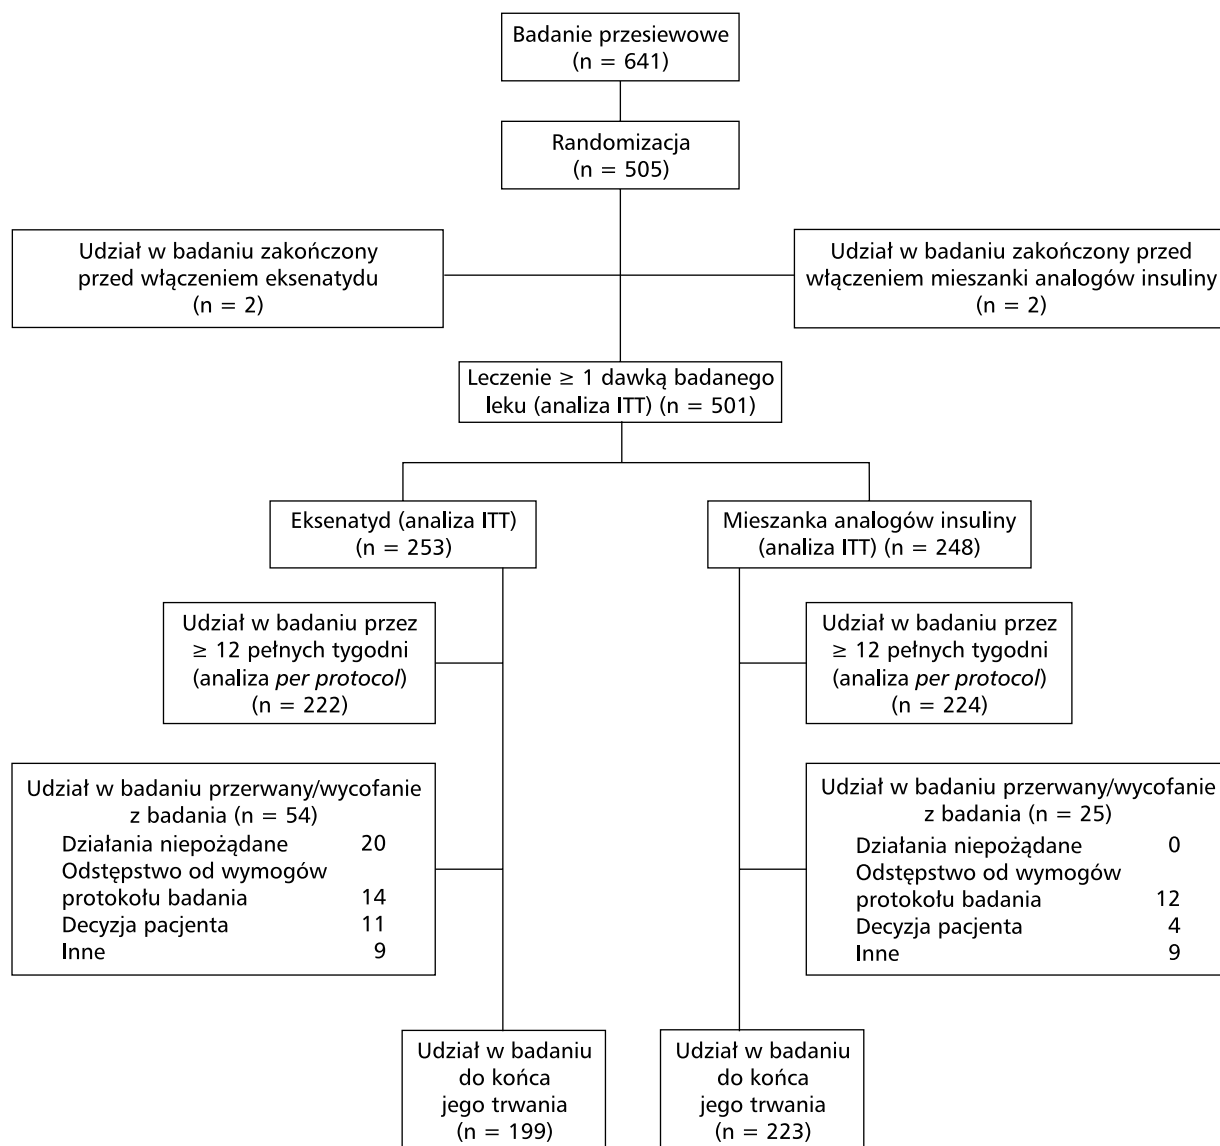 Badanie przesiewowe
(n = 641)
Randomizacja
(n = 505)
Udział w badaniu zakończony
przed włączeniem eksenatydu
(n = 2)
Udział w badaniu zakończony przed
włączeniem mieszanki analogów insuliny
(n = 2)
Leczenie ≥ 1 dawką badanego
leku (analiza ITT) (n = 501)
Eksenatyd (analiza ITT)
(n = 253)
Mieszanka analogów insuliny
(analiza ITT) (n = 248)
Udział w badaniu przez
≥ 12 pełnych tygodni
(analiza per protocol)
(n = 222)
Udział w badaniu przez
≥ 12 pełnych tygodni
(analiza per protocol)
(n = 224)
Udział w badaniu przerwany/wycofanie
z badania (n = 54)
Działania niepożądane 20
Odstępstwo od wymogów
protokołu badania 14
Decyzja pacjenta 11
Inne 9
Udział w badaniu przerwany/wycofanie
z badania (n = 25)
Działania niepożądane 0
Odstępstwo od wymogów
protokołu badania 12
Decyzja pacjenta 4
Inne 9
Udział w badaniu
do końca
jego trwania
(n = 199)
Udział w badaniu
do końca
jego trwania
(n = 223)